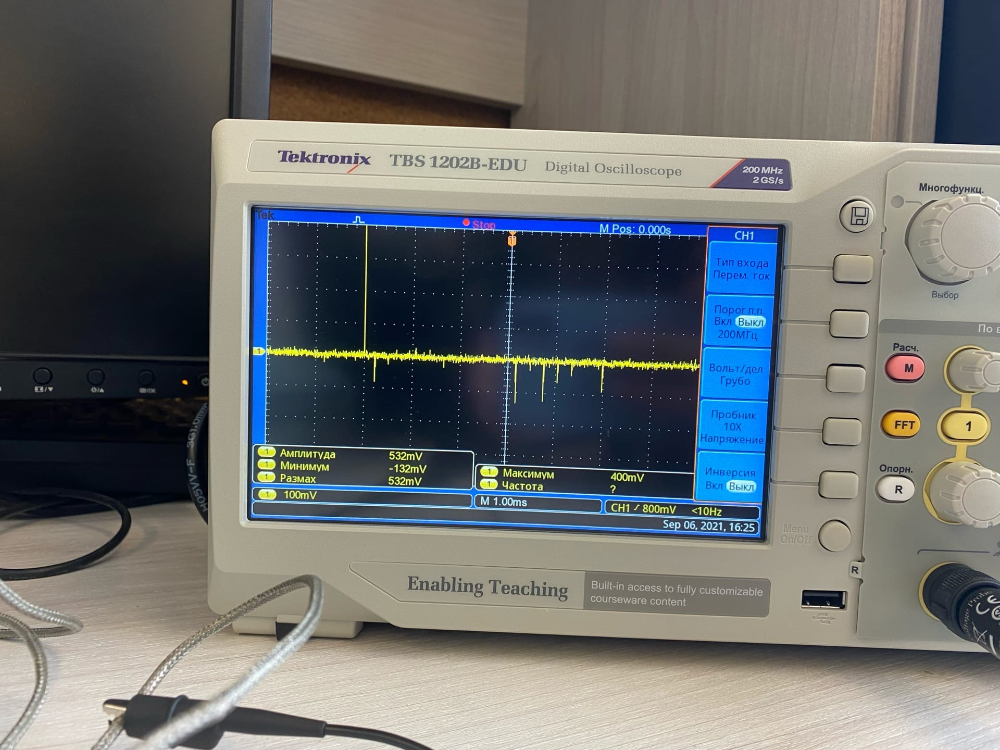 Tektronix TBS 1202B-EDU Digital Oscilloscope
200 MHz
2 GS/s
Многофункц.
Выбор
Tek
Stop
M Pos: 0.000s
CH1
Тип входа
Перем. ток
Порог п.п.
Вкл Выкл
200МГц
Вольт/дел
Грубо
Пробник
10X
Напряжение
Инверсия
Вкл Выкл
1
1 Амплитуда 532mV
1 Минимум -132mV
1 Размах 532mV
1 Максимум 400mV
1 Частота ?
1 100mV
M 1.00ms
CH1 800mV <10Hz
Sep 06, 2021, 16:25
По
Расч.
M
FFT
1
Опорн.
R
Menu
On/Off
R
Enabling Teaching
Built-in access to fully customizable
courseware content
H05VV-F 3G1.0mm
Probe
CE